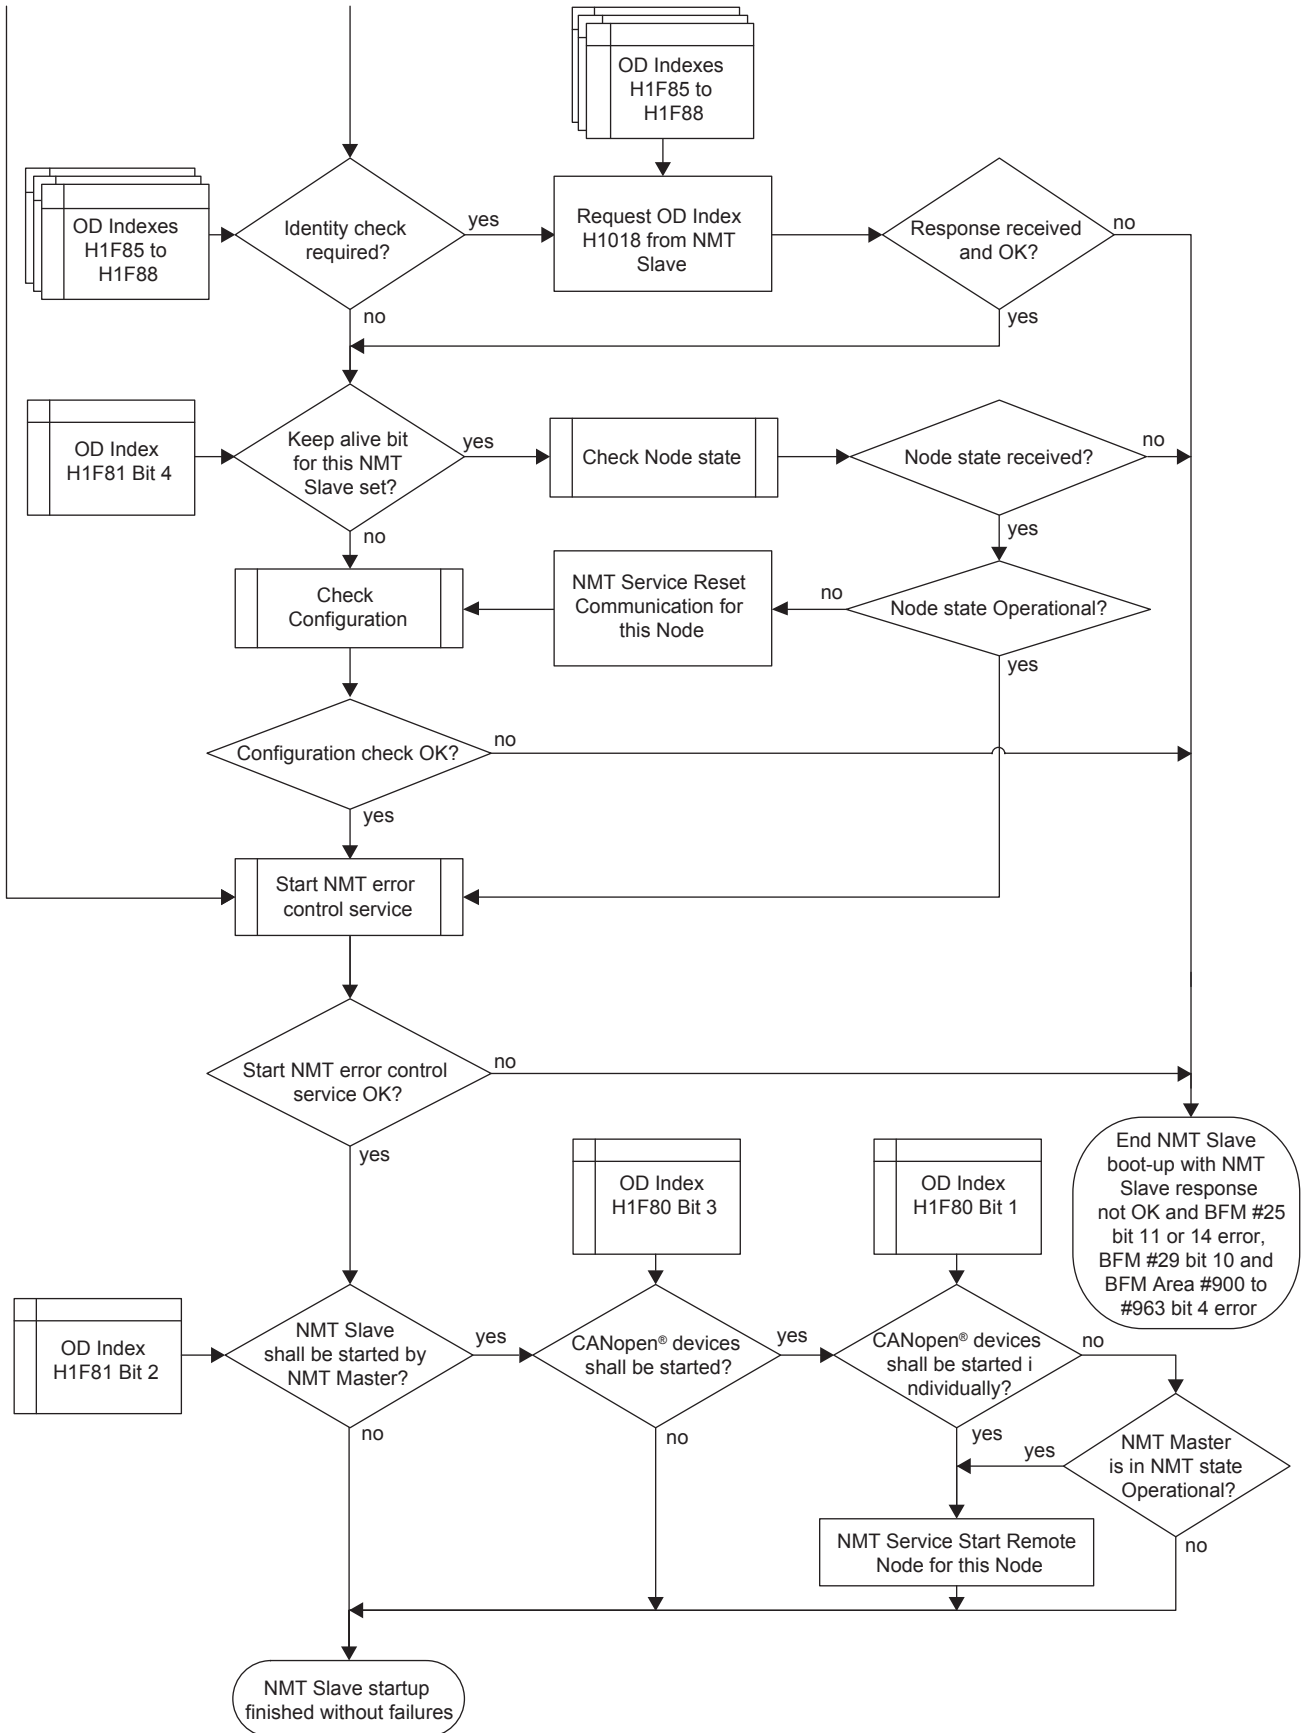 OD Indexes
H1F85 to
H1F88
OD Indexes
H1F85 to
H1F88
Identity check
required?
yes
Request OD Index
H1018 from NMT
Slave
Response received
and OK?
no
no
yes
OD Index
H1F81 Bit 4
Keep alive bit
for this NMT
Slave set?
yes
Check Node state
Node state received?
no
no
yes
Check
Configuration
NMT Service Reset
Communication for
this Node
no
Node state Operational?
yes
Configuration check OK?
no
yes
Start NMT error
control service
Start NMT error control
service OK?
no
yes
OD Index
H1F80 Bit 3
OD Index
H1F80 Bit 1
End NMT Slave
boot-up with NMT
Slave response
not OK and BFM #25
bit 11 or 14 error,
BFM #29 bit 10 and
BFM Area #900 to
#963 bit 4 error
OD Index
H1F81 Bit 2
NMT Slave
shall be started by
NMT Master?
yes
CANopen® devices
shall be started?
yes
CANopen® devices
shall be started i
ndividually?
no
no
no
yes
yes
NMT Master
is in NMT state
Operational?
no
NMT Service Start Remote
Node for this Node
NMT Slave startup
finished without failures